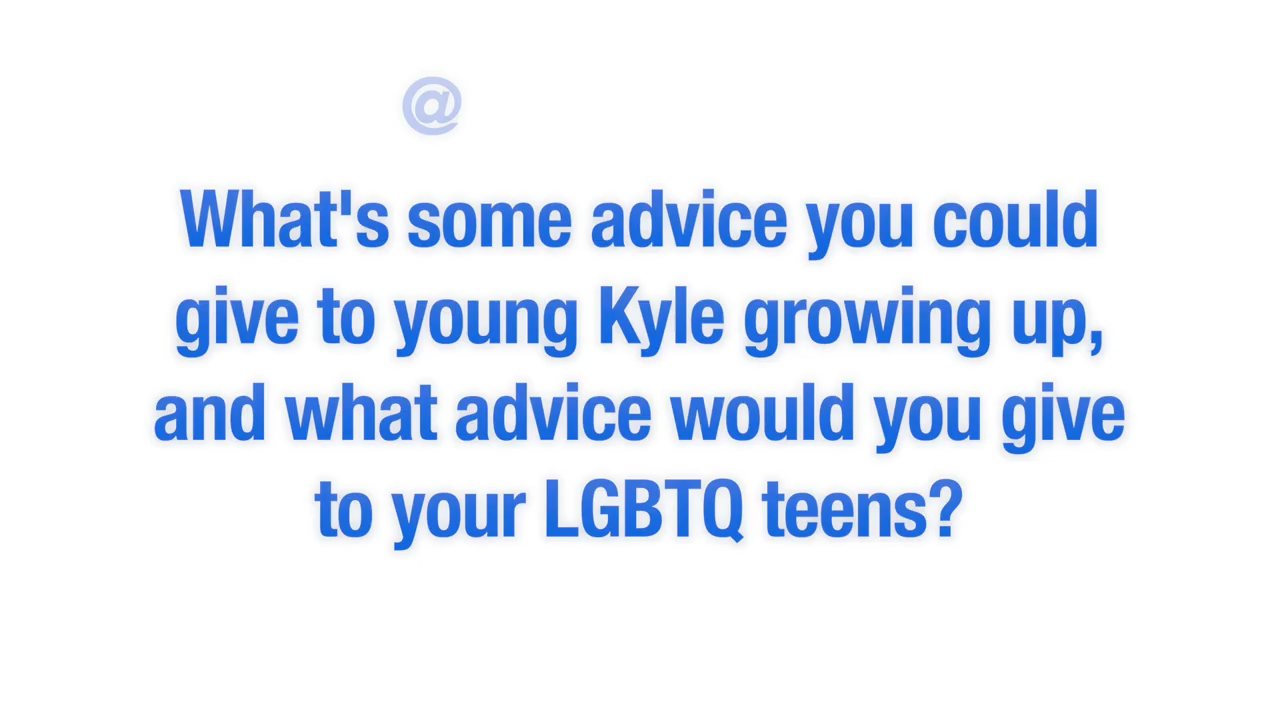 @
What's some advice you could
give to young Kyle growing up,
and what advice would you give
to your LGBTQ teens?